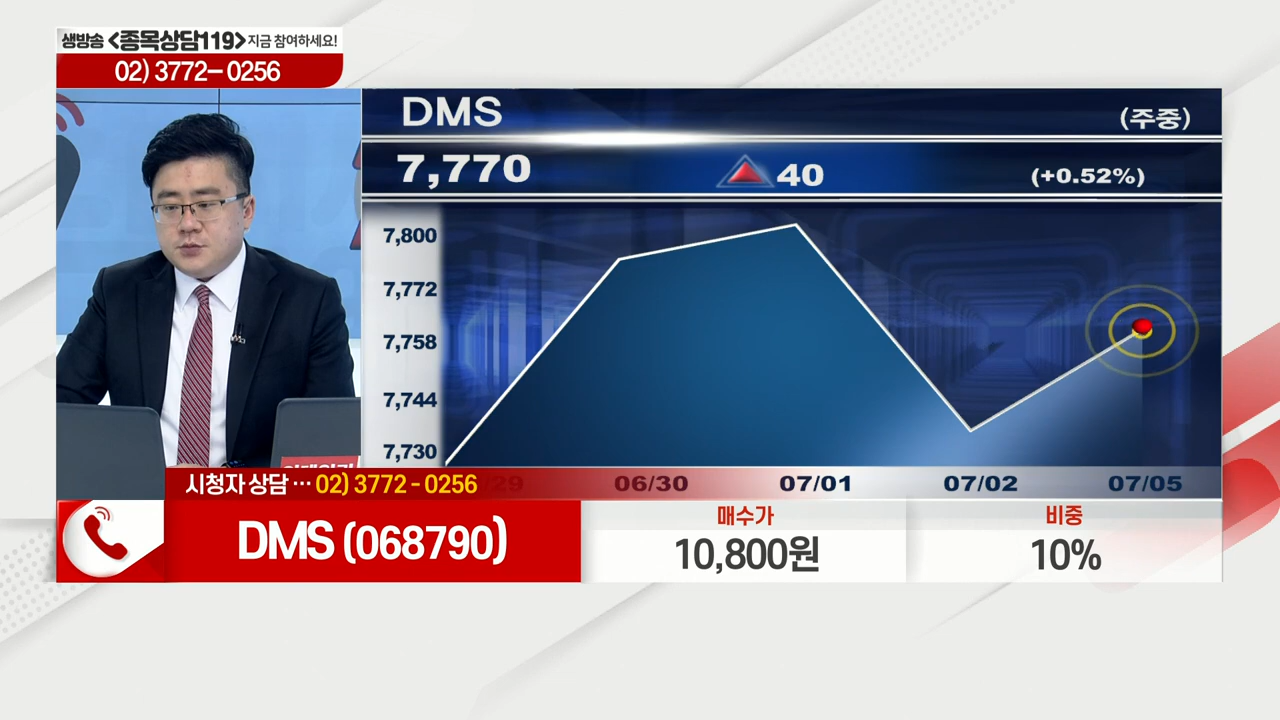 생방송 <종목상담119> 지금 참여하세요!
02) 3772-0256
DMS (주중)
7,770 40 (+0.52%)
7,800
7,772
7,758
7,744
7,730
06/30 07/01 07/02 07/05
시청자 상담 … 02) 3772 - 0256
DMS (068790)
매수가 비중
10,800원 10%